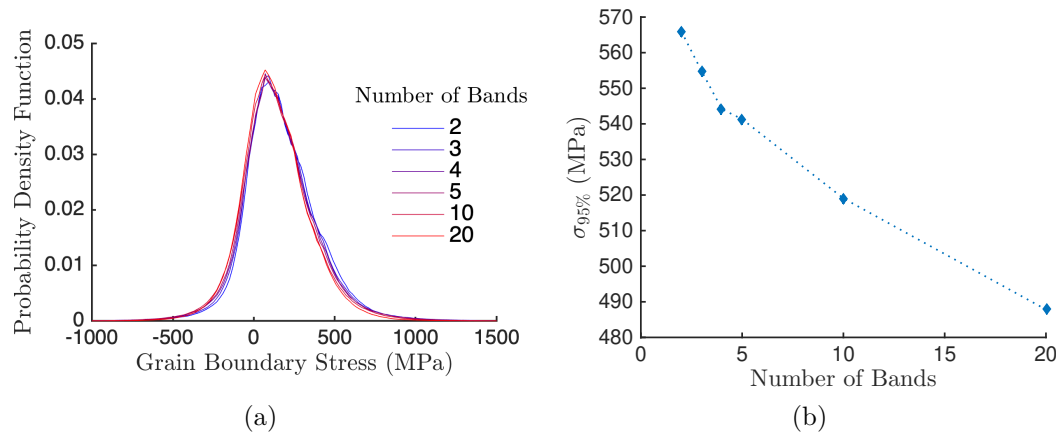 Probability Density Function
0.05
0.04
0.03
0.02
0.01
0
-1000 -500 0 500 1000 1500
Grain Boundary Stress (MPa)
Number of Bands
2
3
4
5
10
20
(a)
σ95% (MPa)
570
560
550
540
530
520
510
500
490
480
0 5 10 15 20
Number of Bands
(b)